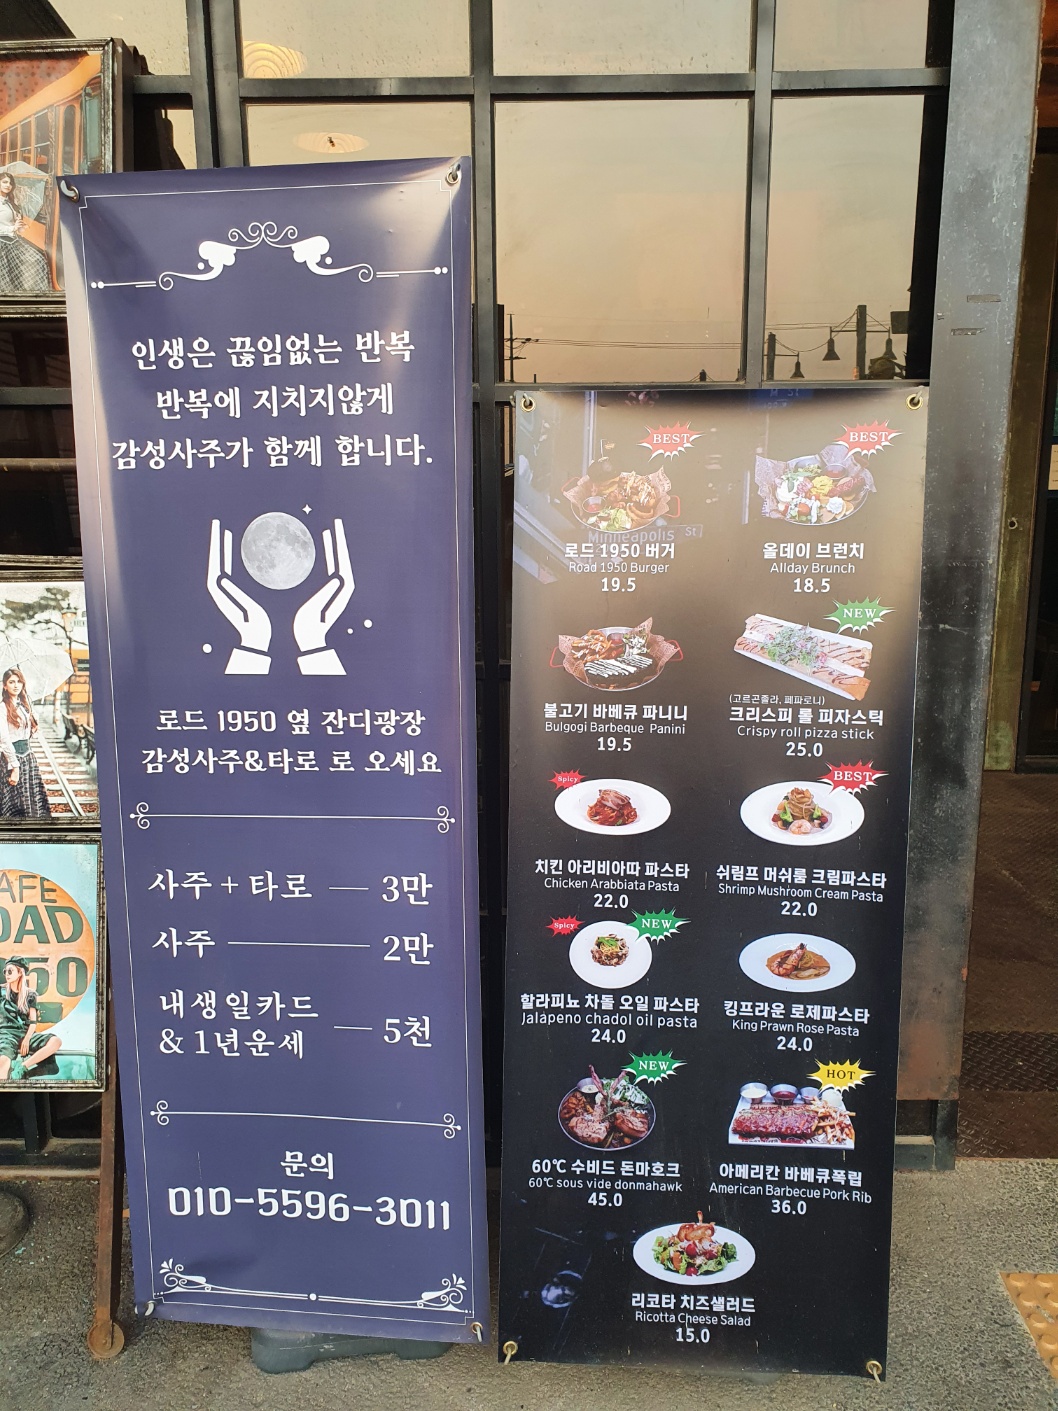 인생은 끊임없는 반복
반복에 지치지않게
감성사주가 함께 합니다.
로드 1950 옆 잔디광장
감성사주&타로 로 오세요
사주 + 타로 — 3만
사주 — 2만
내생일카드
& 1년운세 — 5천
문의
010-5596-3011
BEST
로드 1950 버거
Road 1950 Burger
19.5
BEST
올데이 브런치
Allday Brunch
18.5
Minneapolis St
불고기 바베큐 파니니
Bulgogi Barbeque Panini
19.5
NEW
(고르곤졸라, 페파로니)
크리스피 롤 피자스틱
Crispy roll pizza stick
25.0
Spicy
치킨 아리비아따 파스타
Chicken Arabbiata Pasta
22.0
BEST
쉬림프 머쉬룸 크림파스타
Shrimp Mushroom Cream Pasta
22.0
Spicy
NEW
할라피뇨 차돌 오일 파스타
Jalapeno chadol oil pasta
24.0
킹프라운 로제파스타
King Prawn Rose Pasta
24.0
NEW
60℃ 수비드 돈마호크
60℃ sous vide donmahawk
45.0
HOT
아메리칸 바베큐폭립
American Barbecue Pork Rib
36.0
리코타 치즈샐러드
Ricotta Cheese Salad
15.0